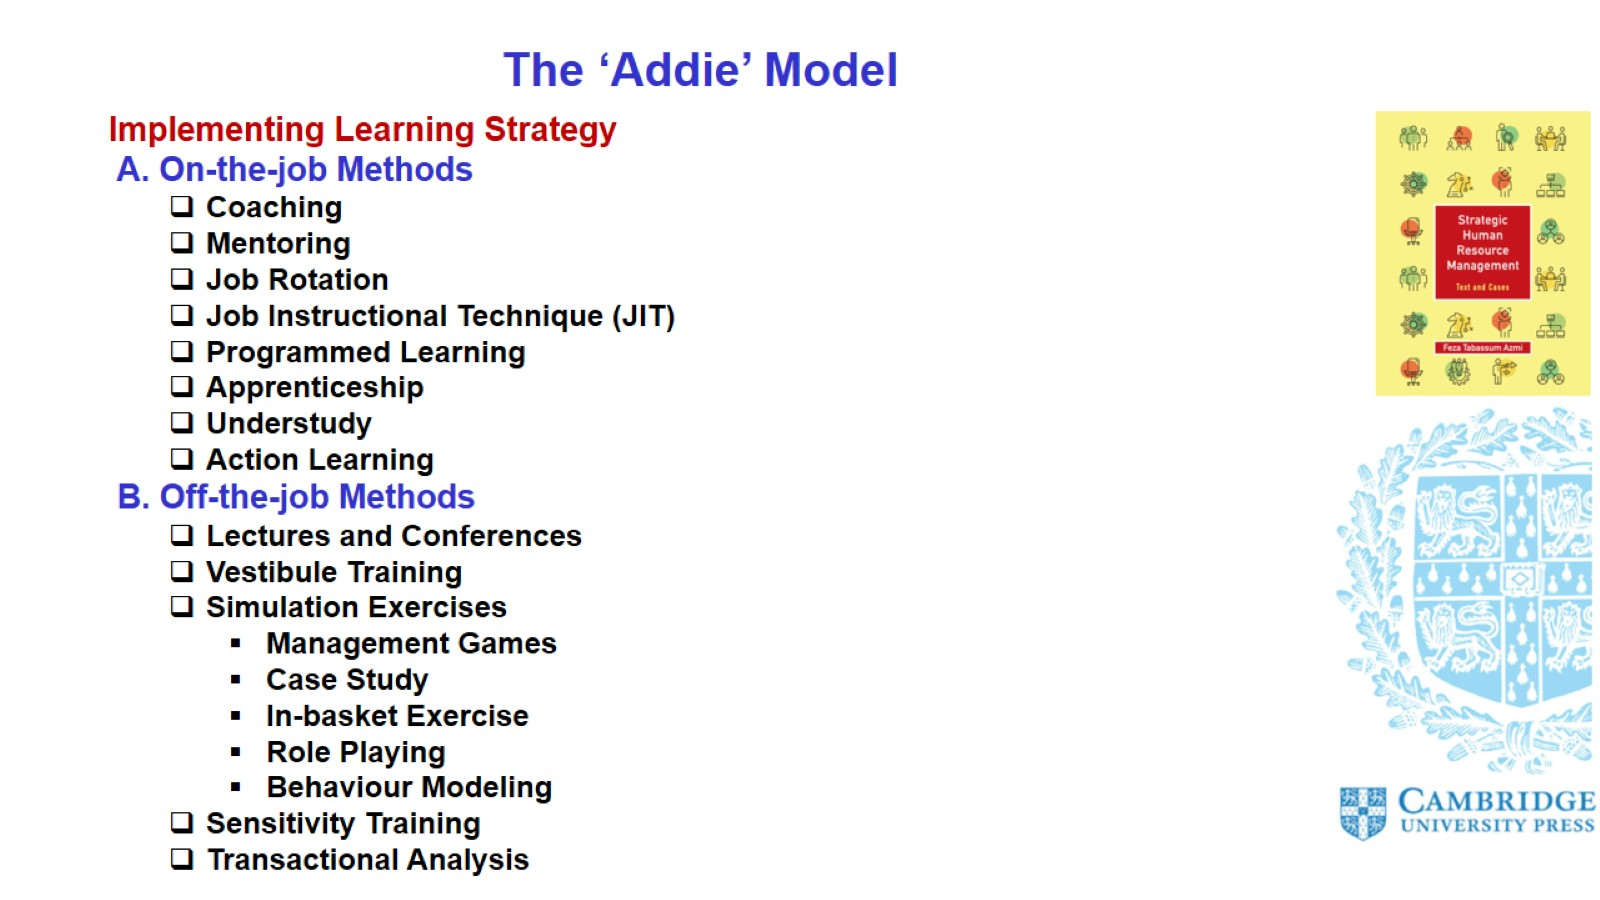 The ‘Addie’ Model
Implementing Learning Strategy
A. On-the-job Methods
❑ Coaching
❑ Mentoring
❑ Job Rotation
❑ Job Instructional Technique (JIT)
❑ Programmed Learning
❑ Apprenticeship
❑ Understudy
❑ Action Learning
B. Off-the-job Methods
❑ Lectures and Conferences
❑ Vestibule Training
❑ Simulation Exercises
▪ Management Games
▪ Case Study
▪ In-basket Exercise
▪ Role Playing
▪ Behaviour Modeling
❑ Sensitivity Training
❑ Transactional Analysis
Strategic
Human
Resource
Management
Text and Cases
Feza Tabassum Azmi
CAMBRIDGE
UNIVERSITY PRESS